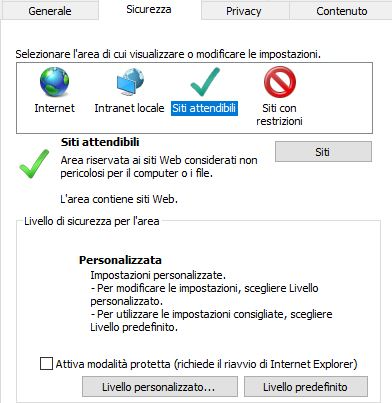 Generale Sicurezza Privacy Contenuto
Selezionare l'area di cui visualizzare o modificare le impostazioni.
Internet Intranet locale Siti attendibili Siti con
restrizioni
Siti attendibili
Siti
Area riservata ai siti Web considerati non
pericolosi per il computer o i file.
L'area contiene siti Web.
Livello di sicurezza per l'area
Personalizzata
Impostazioni personalizzate.
- Per modificare le impostazioni, scegliere Livello
personalizzato.
- Per utilizzare le impostazioni consigliate, scegliere
Livello predefinito.
Attiva modalità protetta (richiede il riavvio di Internet Explorer)
Livello personalizzato... Livello predefinito